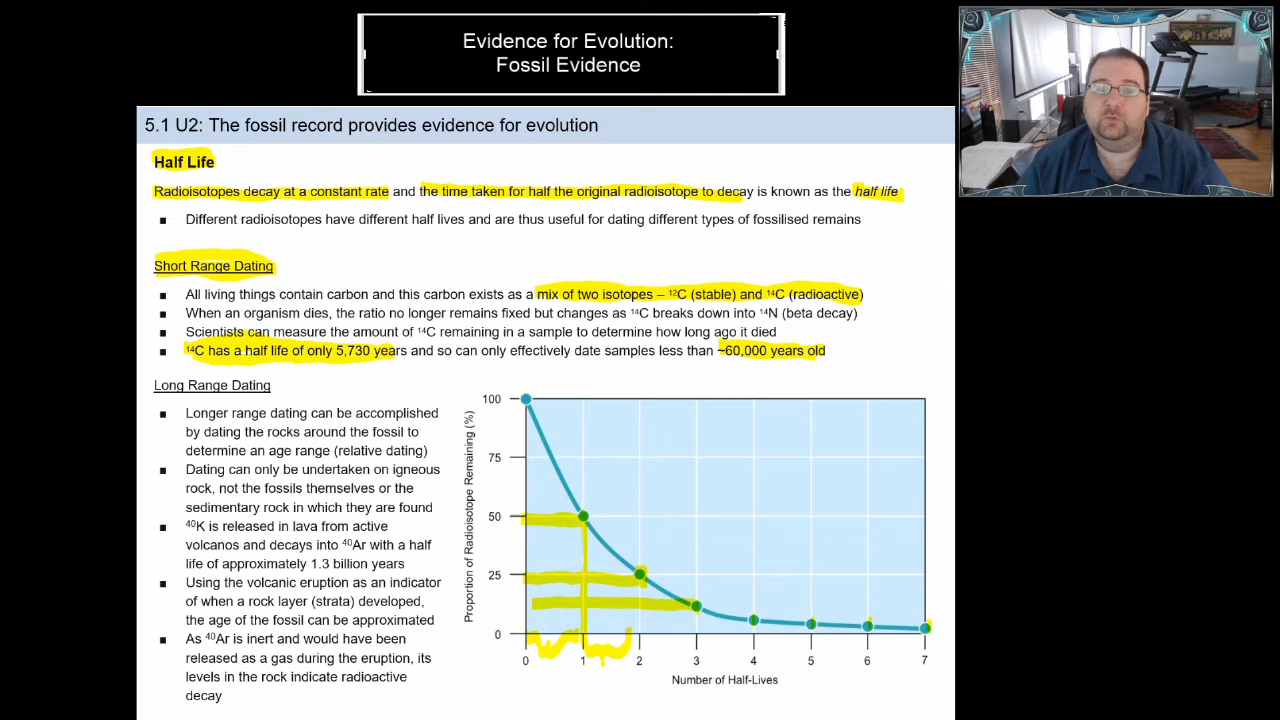 Evidence for Evolution:
Fossil Evidence
5.1 U2: The fossil record provides evidence for evolution
Half Life
Radioisotopes decay at a constant rate and the time taken for half the original radioisotope to decay is known as the half life
▪ Different radioisotopes have different half lives and are thus useful for dating different types of fossilised remains
Short Range Dating
▪ All living things contain carbon and this carbon exists as a mix of two isotopes – ¹²C (stable) and ¹⁴C (radioactive)
▪ When an organism dies, the ratio no longer remains fixed but changes as ¹⁴C breaks down into ¹⁴N (beta decay)
▪ Scientists can measure the amount of ¹⁴C remaining in a sample to determine how long ago it died
▪ ¹⁴C has a half life of only 5,730 years and so can only effectively date samples less than ~60,000 years old
Long Range Dating
▪ Longer range dating can be accomplished
by dating the rocks around the fossil to
determine an age range (relative dating)
▪ Dating can only be undertaken on igneous
rock, not the fossils themselves or the
sedimentary rock in which they are found
▪ ⁴⁰K is released in lava from active
volcanos and decays into ⁴⁰Ar with a half
life of approximately 1.3 billion years
▪ Using the volcanic eruption as an indicator
of when a rock layer (strata) developed,
the age of the fossil can be approximated
▪ As ⁴⁰Ar is inert and would have been
released as a gas during the eruption, its
levels in the rock indicate radioactive
decay
Proportion of Radioisotope Remaining (%)
100
75
50
25
0
0 1 2 3 4 5 6 7
Number of Half-Lives